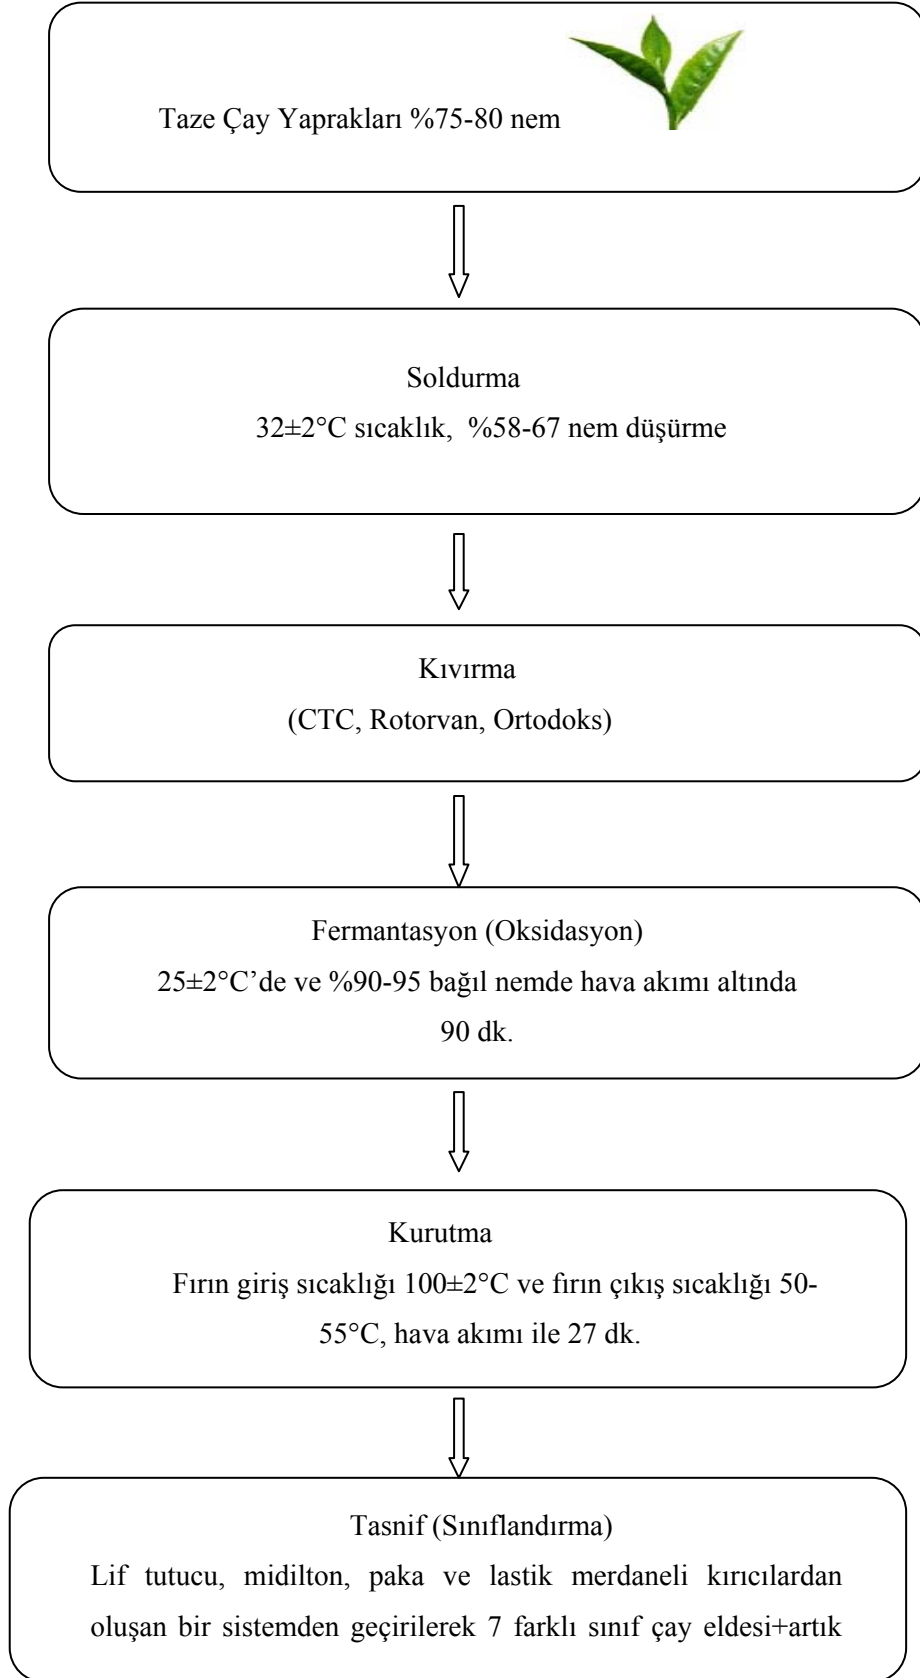 Taze Çay Yaprakları %75-80 nem
Soldurma
32±2°C sıcaklık, %58-67 nem düşürme
Kıvırma
(CTC, Rotorvan, Ortodoks)
Fermantasyon (Oksidasyon)
25±2°C’de ve %90-95 bağıl nemde hava akımı altında
90 dk.
Kurutma
Fırın giriş sıcaklığı 100±2°C ve fırın çıkış sıcaklığı 50-
55°C, hava akımı ile 27 dk.
Tasnif (Sınıflandırma)
Lif tutucu, midilton, paka ve lastik merdaneli kırıcılardan
oluşan bir sistemden geçirilerek 7 farklı sınıf çay eldesi+artık